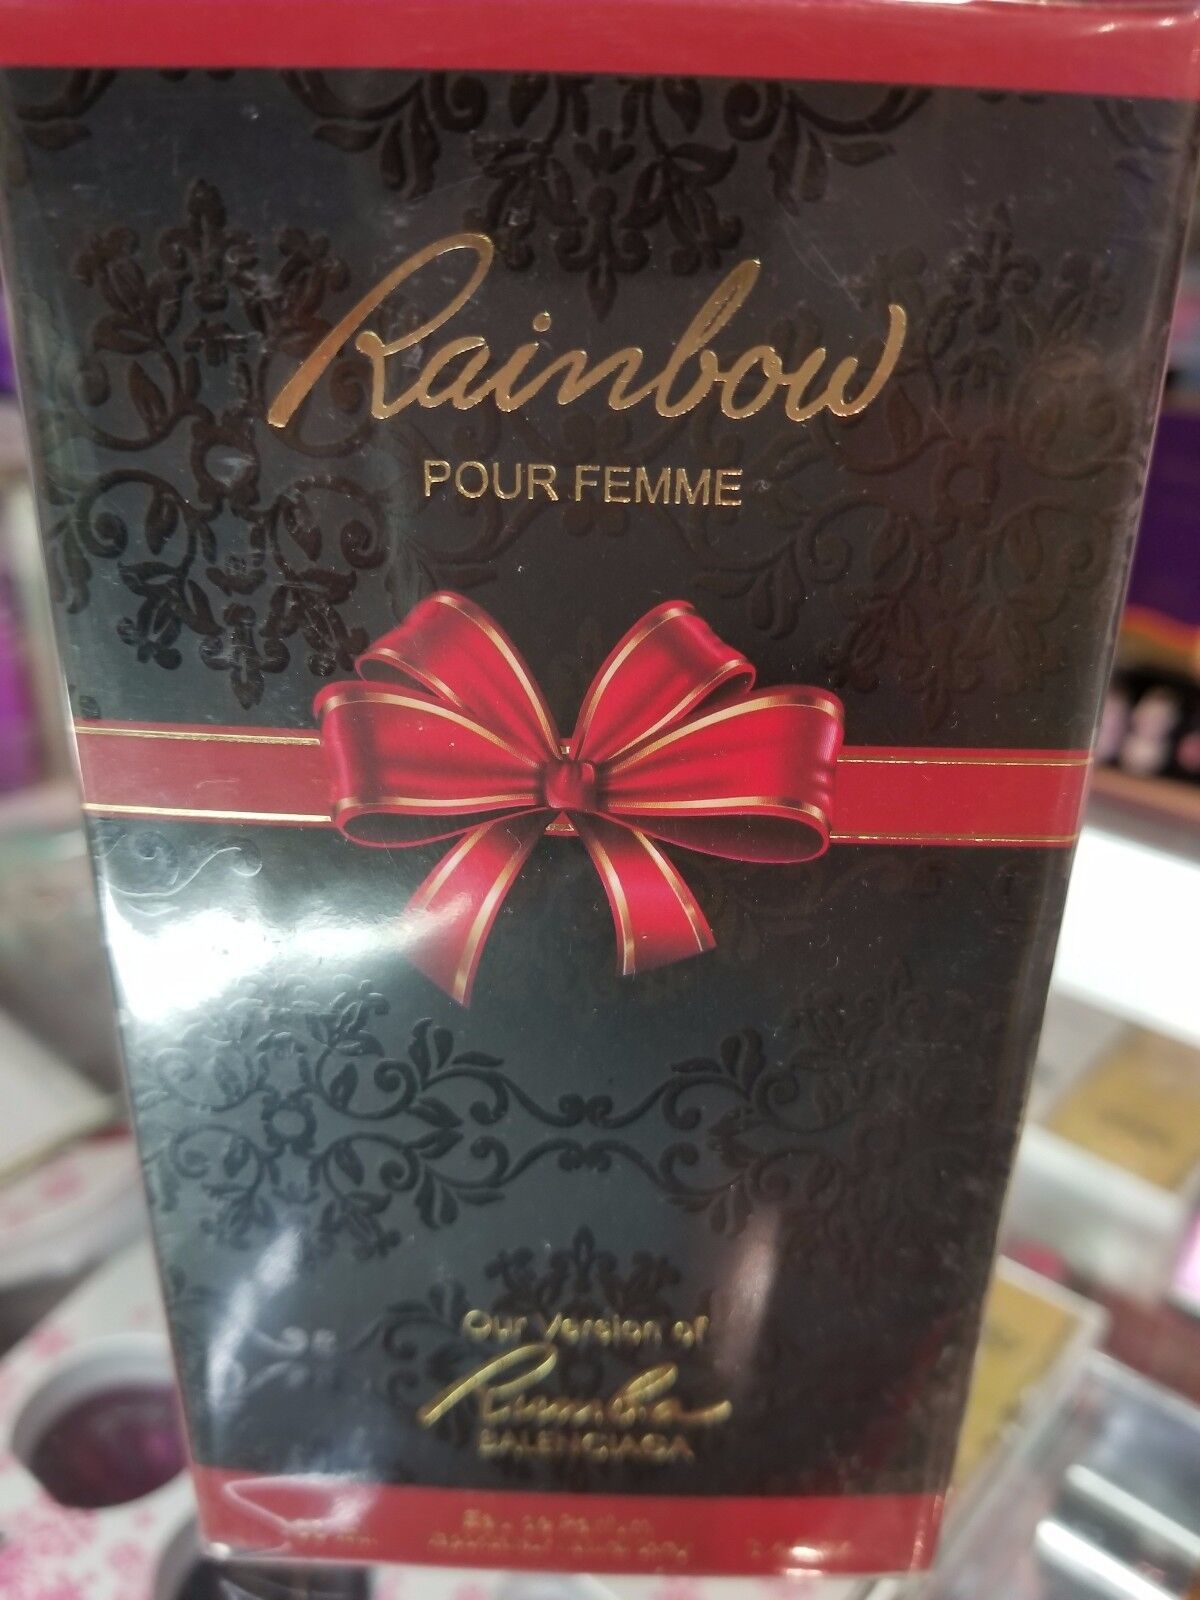 Rainbow
POUR FEMME
Our Version of
Rumba
BALENCIAGA